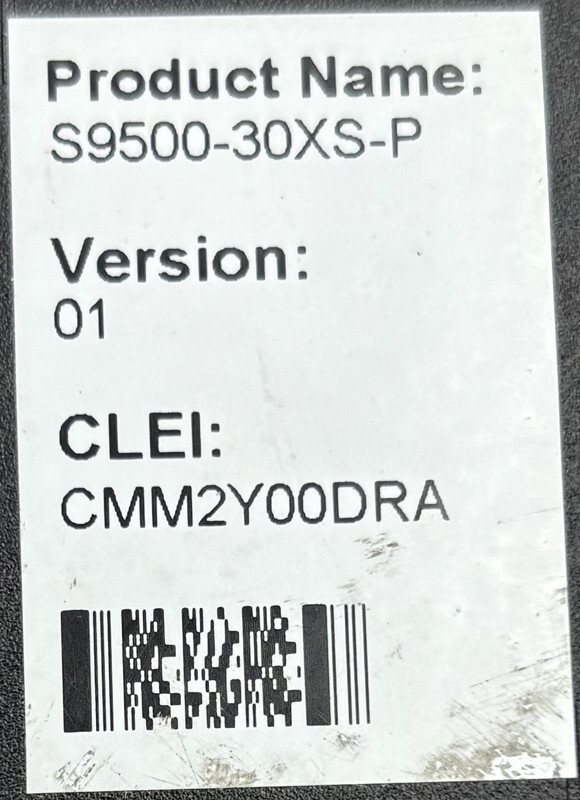 Product Name:
S9500-30XS-P
Version:
01
CLEI:
CMM2Y00DRA